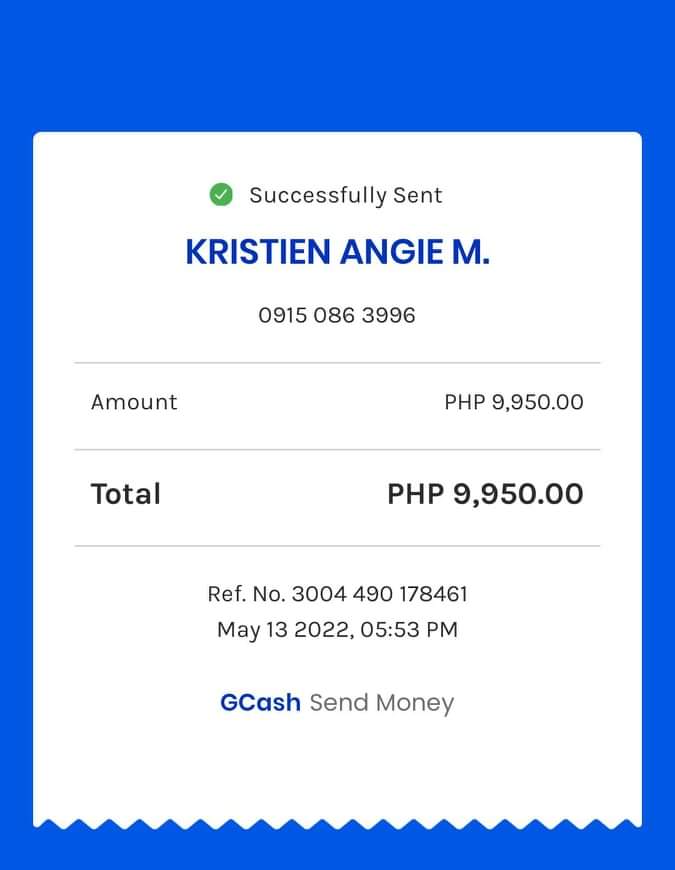 Successfully Sent
KRISTIEN ANGIE M.
0915 086 3996
Amount PHP 9,950.00
Total PHP 9,950.00
Ref. No. 3004 490 178461
May 13 2022, 05:53 PM
GCash Send Money